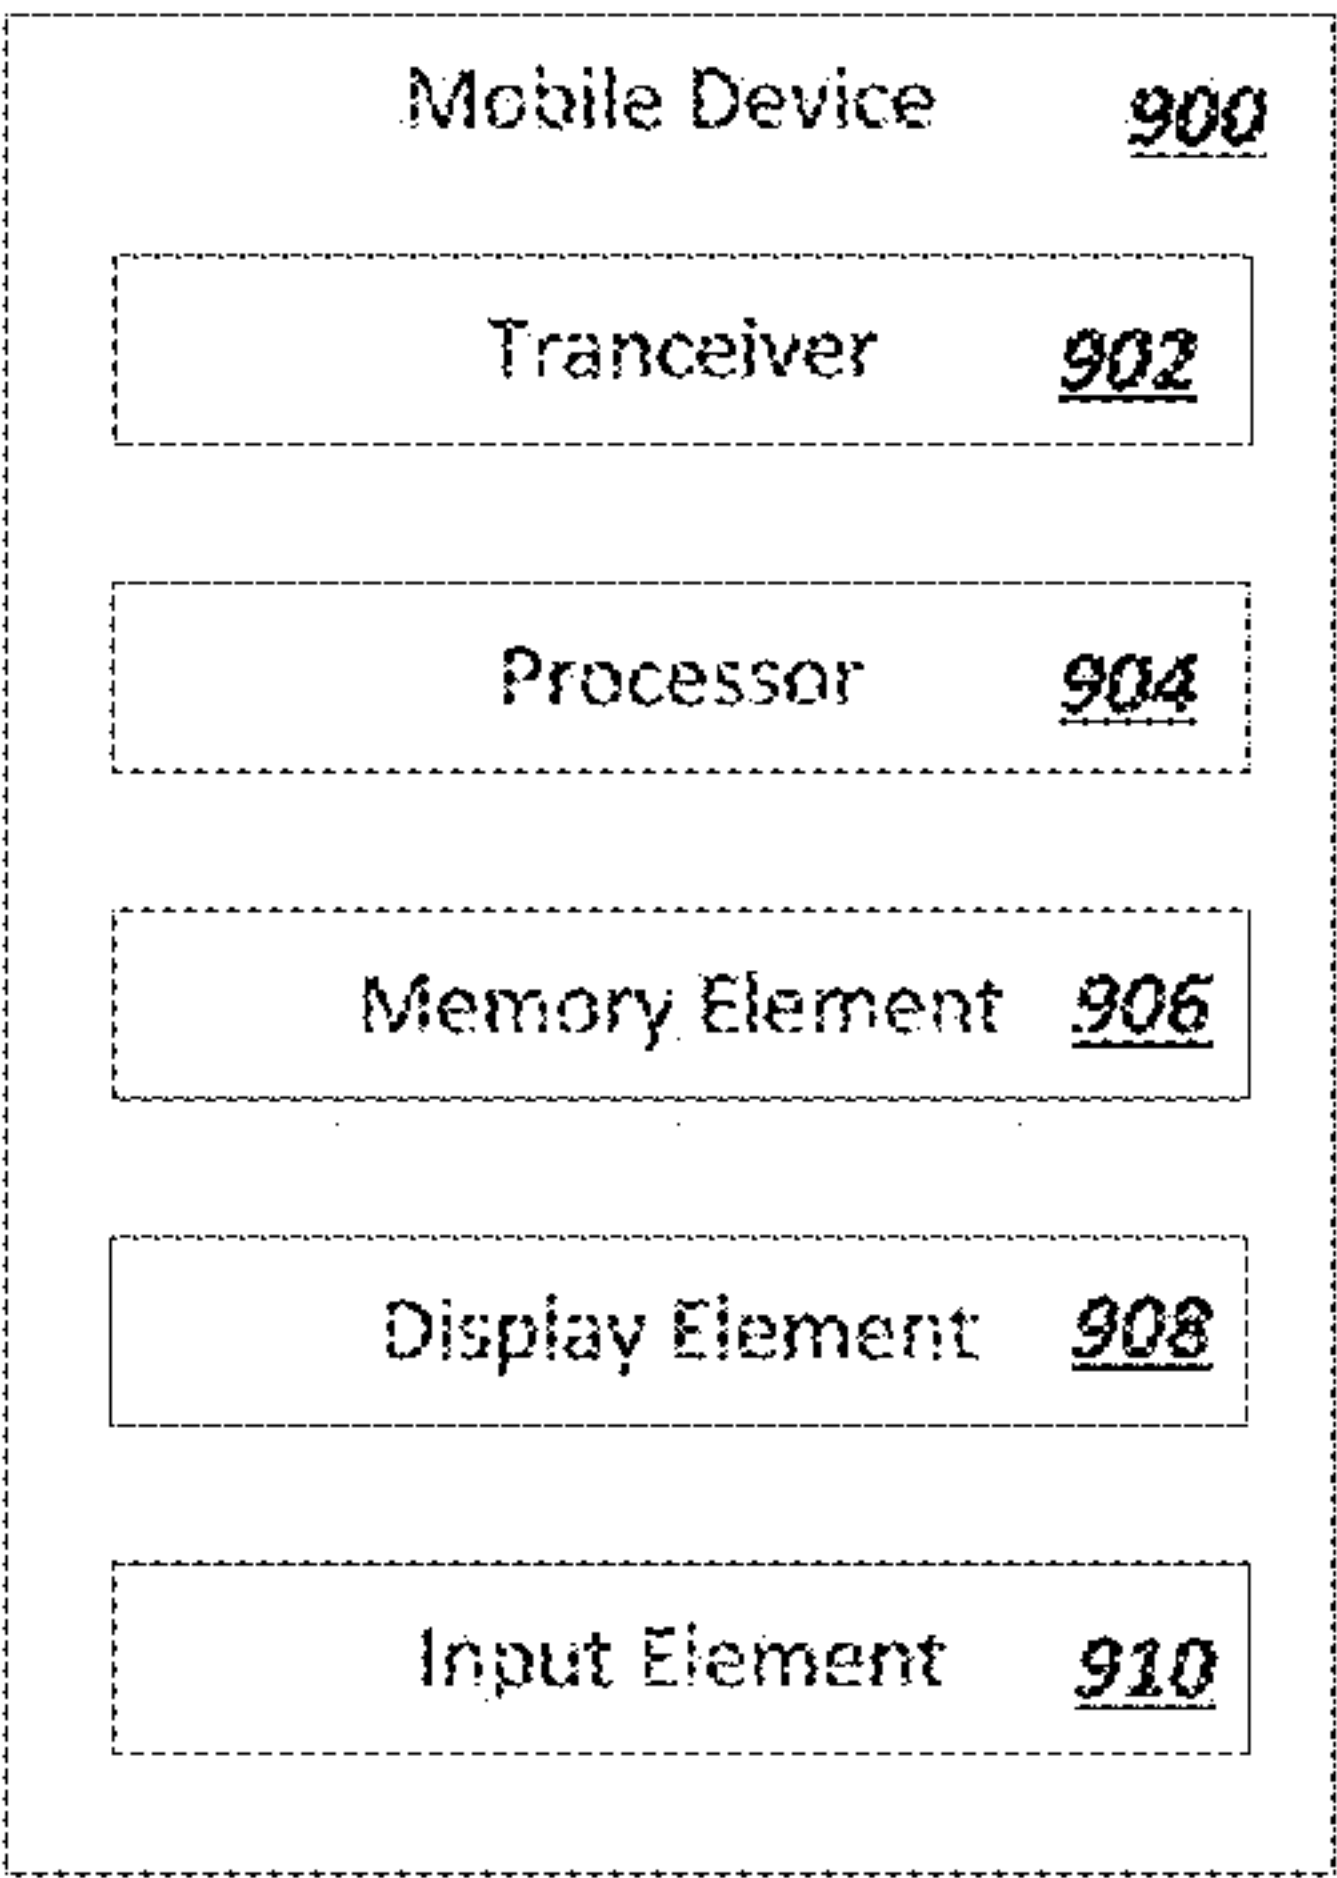 Mobile Device 900
Tranceiver 902
Processor 904
Memory Element 906
Display Element 908
Input Element 910